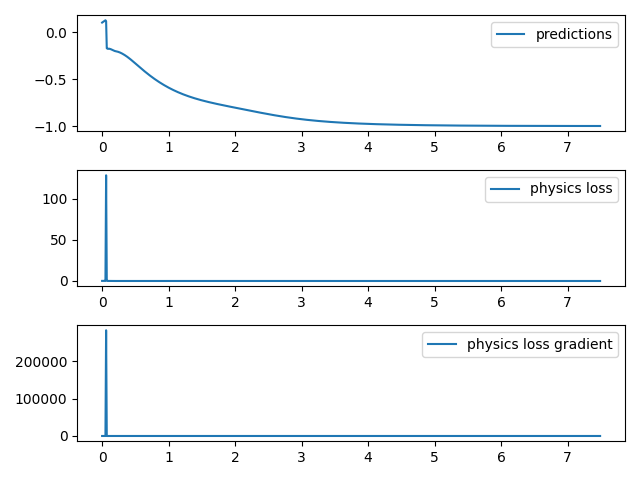 predictions
0.0
−0.5
−1.0
0 1 2 3 4 5 6 7
physics loss
100
50
0
0 1 2 3 4 5 6 7
physics loss gradient
200000
100000
0
0 1 2 3 4 5 6 7